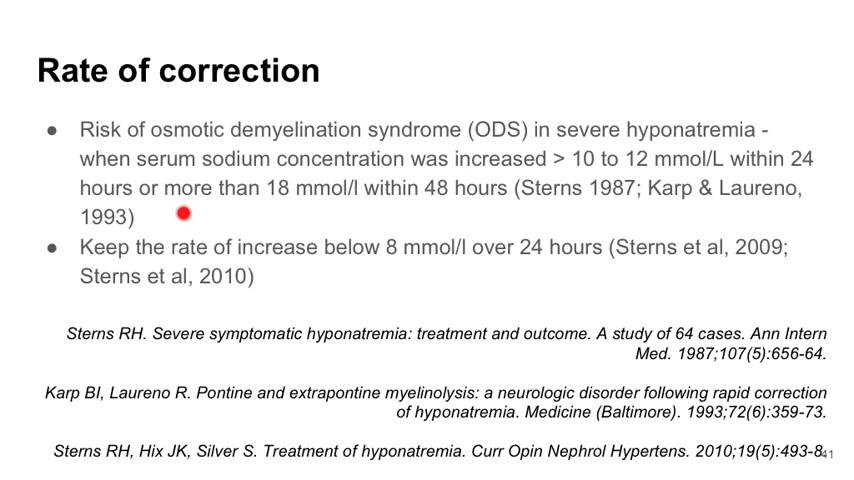 Rate of correction
● Risk of osmotic demyelination syndrome (ODS) in severe hyponatremia -
when serum sodium concentration was increased > 10 to 12 mmol/L within 24
hours or more than 18 mmol/l within 48 hours (Sterns 1987; Karp & Laureno,
1993)
● Keep the rate of increase below 8 mmol/l over 24 hours (Sterns et al, 2009;
Sterns et al, 2010)
Sterns RH. Severe symptomatic hyponatremia: treatment and outcome. A study of 64 cases. Ann Intern
Med. 1987;107(5):656-64.
Karp BI, Laureno R. Pontine and extrapontine myelinolysis: a neurologic disorder following rapid correction
of hyponatremia. Medicine (Baltimore). 1993;72(6):359-73.
Sterns RH, Hix JK, Silver S. Treatment of hyponatremia. Curr Opin Nephrol Hypertens. 2010;19(5):493-8.
41